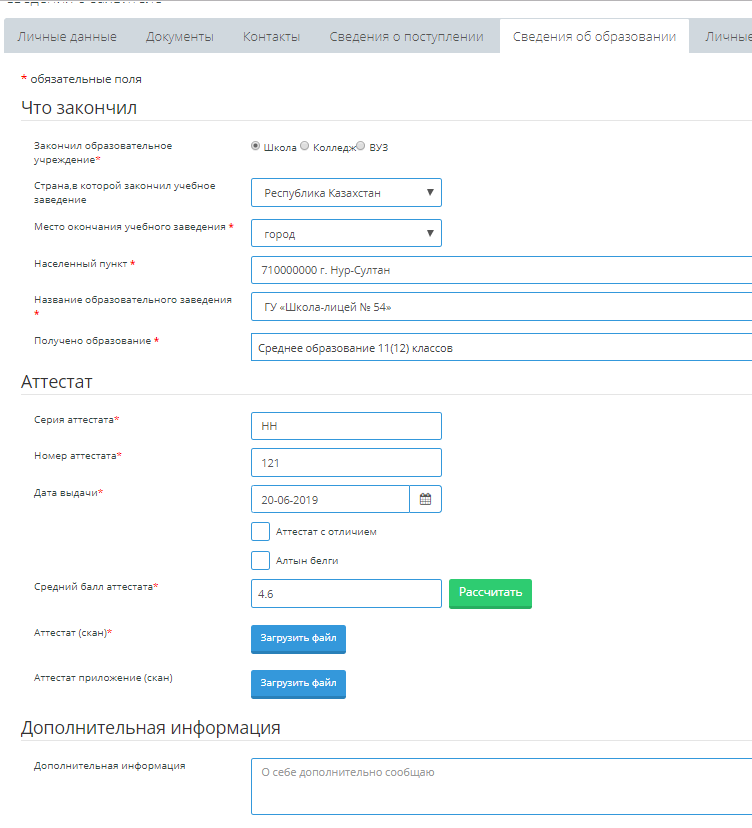 Личные данные Документы Контакты Сведения о поступлении Сведения об образовании Личные
* обязательные поля
Что закончил
Закончил образовательное
учреждение*
Школа Колледж ВУЗ
Страна,в которой закончил учебное
заведение
Республика Казахстан
Место окончания учебного заведения *
город
Населенный пункт *
710000000 г. Нур-Султан
Название образовательного заведения
*
ГУ «Школа-лицей № 54»
Получено образование *
Среднее образование 11(12) классов
Аттестат
Серия аттестата*
НН
Номер аттестата*
121
Дата выдачи*
20-06-2019
Аттестат с отличием
Алтын белги
Средний балл аттестата*
4.6
Рассчитать
Аттестат (скан)*
Загрузить файл
Аттестат приложение (скан)
Загрузить файл
Дополнительная информация
Дополнительная информация
О себе дополнительно сообщаю